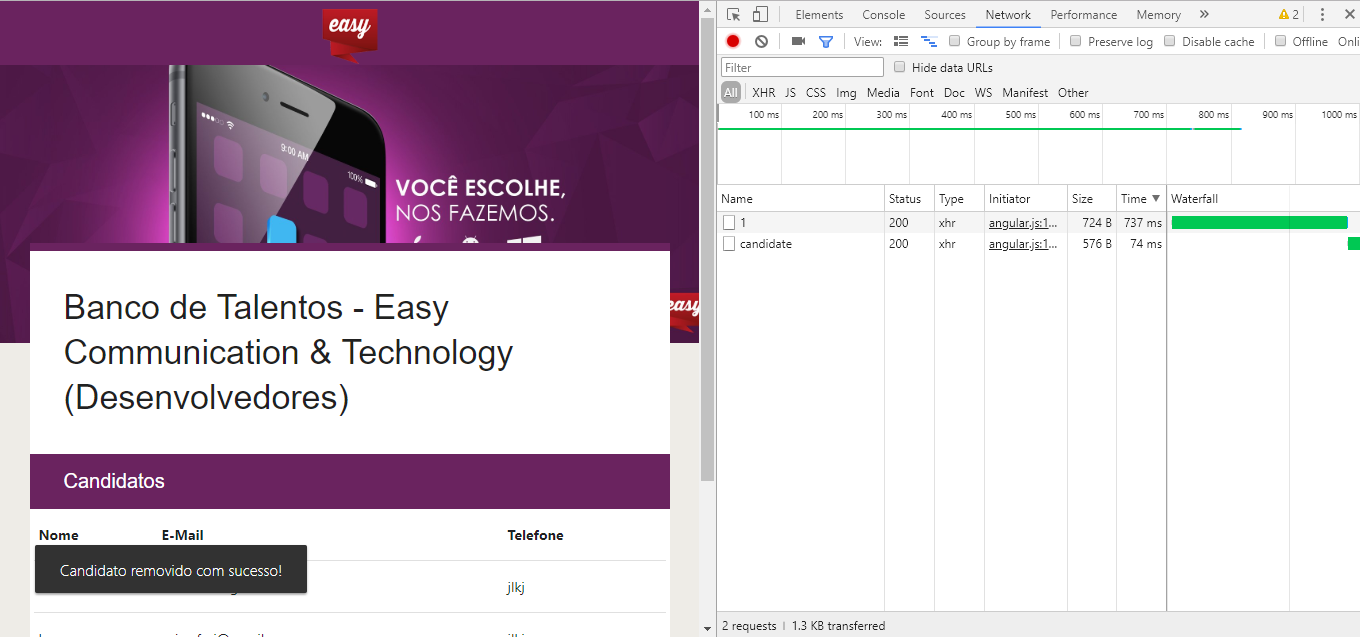 easy
9:00 AM
100%
VOCÊ ESCOLHE,
NOS FAZEMOS.
easy
Banco de Talentos - Easy
Communication & Technology
(Desenvolvedores)
Candidatos
Nome E-Mail Telefone
Candidato removido com sucesso!
jlkj
Elements Console Sources Network Performance Memory » 2
View: Group by frame Preserve log Disable cache Offline Onli
Filter Hide data URLs
All XHR JS CSS Img Media Font Doc WS Manifest Other
100 ms 200 ms 300 ms 400 ms 500 ms 600 ms 700 ms 800 ms 900 ms 1000 ms
Name Status Type Initiator Size Time ▼ Waterfall
1 200 xhr angular.js:1... 724 B 737 ms
candidate 200 xhr angular.js:1... 576 B 74 ms
2 requests | 1.3 KB transferred